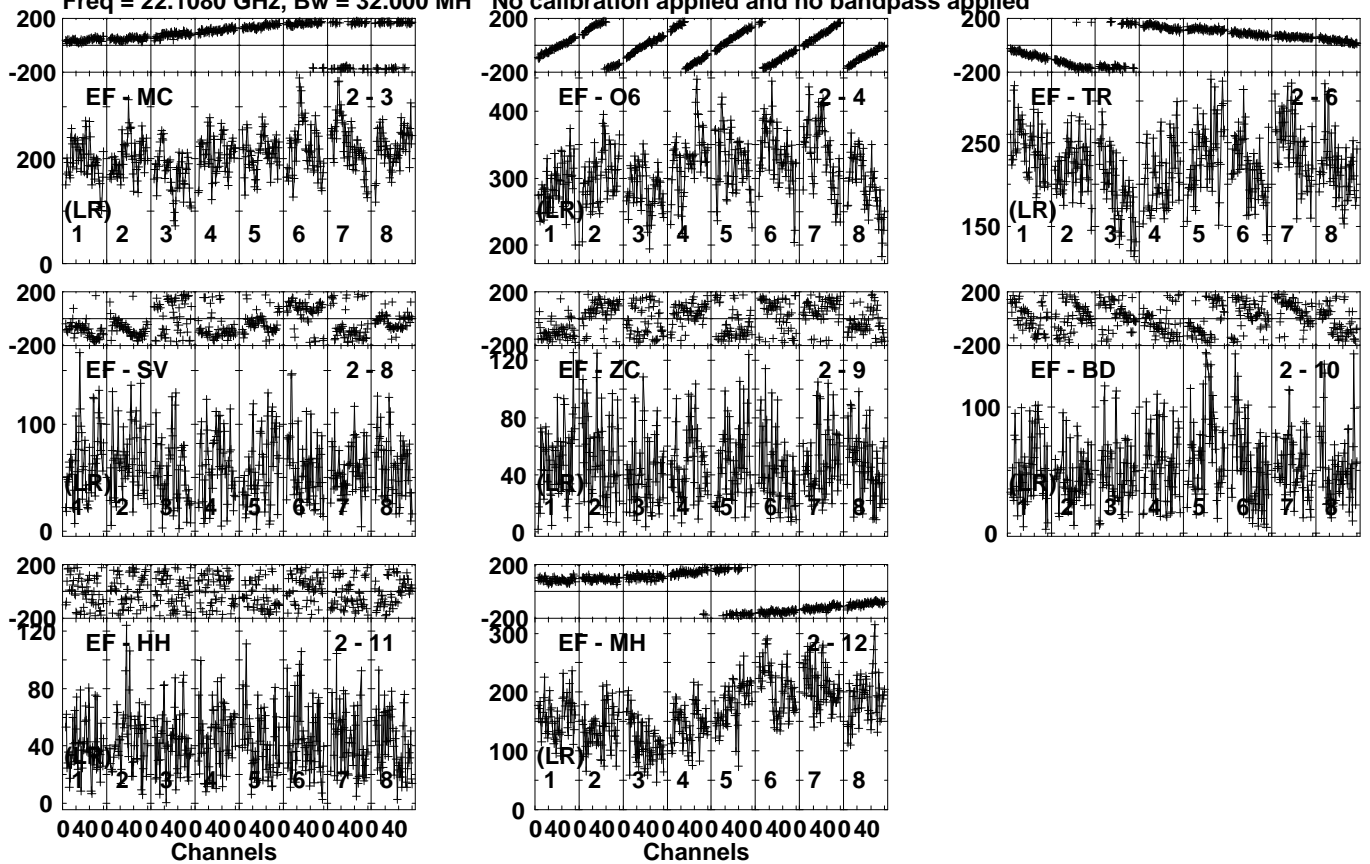 Freq = 22.1080 GHz, Bw = 32.000 MH No calibration applied and no bandpass applied
200
-200
EF - MC 2 - 3
200
(LR)
1 2 3 4 5 6 7 8
0
EF - O6 2 - 4
400
300
(LR)
200
1 2 3 4 5 6 7 8
200
-200
EF - TR 2 - 6
250
(LR)
150
1 2 3 4 5 6 7 8
200
-200
EF - SV 2 - 8
100
(LR)
1 2 3 4 5 6 7 8
0
200
-200
EF - ZC 2 - 9
120
80
40
(LR)
1 2 3 4 5 6 7 8
0
200
-200
EF - BD 2 - 10
100
(LR)
1 2 3 4 5 6 7 8
0
200
-200
EF - HH 2 - 11
120
80
40
(LR)
1 2 3 4 5 6 7 8
0
200
-200
EF - MH 2 - 12
300
200
100
(LR)
1 2 3 4 5 6 7 8
0
0 40 0 40 0 40 0 40 0 40 0 40 0 40 0 40
Channels
0 40 0 40 0 40 0 40 0 40 0 40 0 40 0 40
Channels